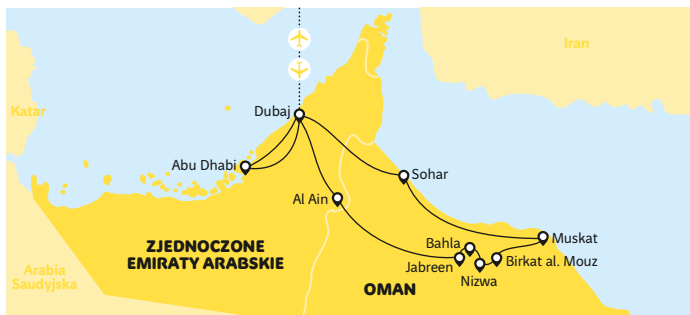 Iran
Katar
Dubaj
Abu Dhabi
Sohar
Al Ain
ZJEDNOCZONE
EMIRATY ARABSKIE
Bahla
Muskat
Jabreen
Birkat al. Mouz
Nizwa
Arabia
Saudyjska
OMAN